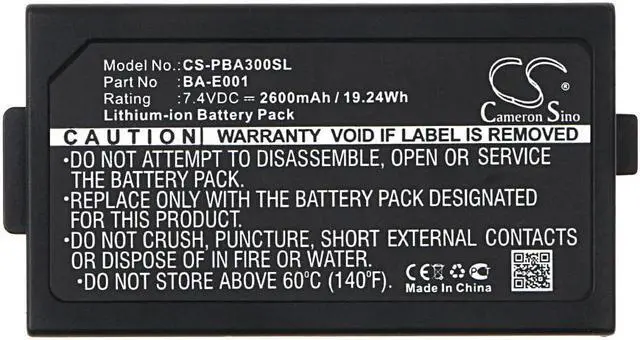 Model No.:CS-PBA300SL
Part No :BA-E001
Rating :7.4VDC ⎓ 2600mAh / 19.24Wh
Lithium-ion Battery Pack
CS
Cameron Sino
CAUTION WARRANTY VOID IF LABEL IS REMOVED
•DO NOT ATTEMPT TO DISASSEMBLE, OPEN OR SERVICE
THE BATTERY PACK.
•REPLACE ONLY WITH THE BATTERY PACK DESIGNATED
FOR THIS PRODUCT.
•DO NOT CRUSH, PUNCTURE, SHORT EXTERNAL CONTACTS
OR DISPOSE OF IN FIRE OR WATER.
•DO NOT STORE ABOVE 60°C (140°F).
CE
Made In China